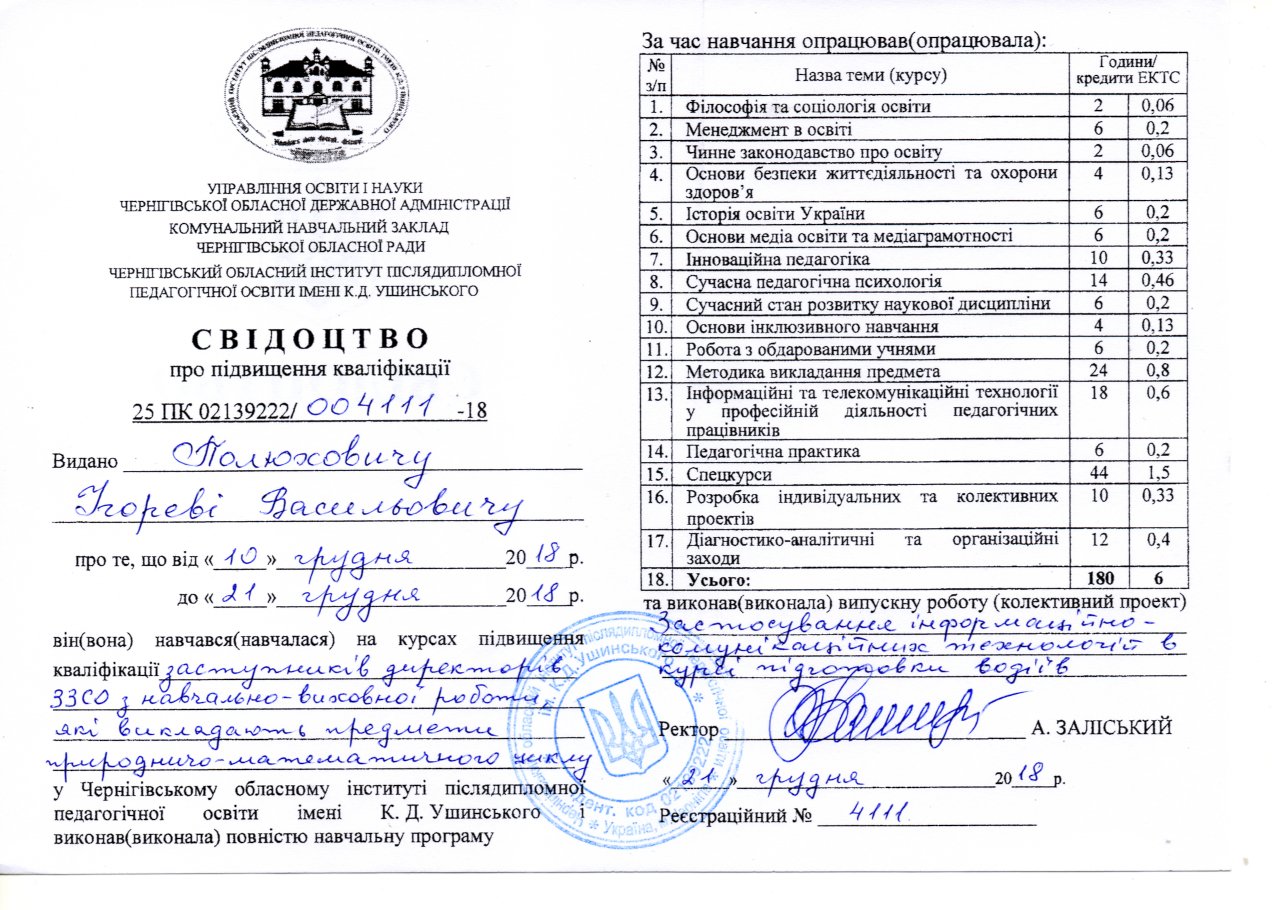 УПРАВЛІННЯ ОСВІТИ І НАУКИ
ЧЕРНІГІВСЬКОЇ ОБЛАСНОЇ ДЕРЖАВНОЇ АДМІНІСТРАЦІЇ
КОМУНАЛЬНИЙ НАВЧАЛЬНИЙ ЗАКЛАД
ЧЕРНІГІВСЬКОЇ ОБЛАСНОЇ РАДИ
ЧЕРНІГІВСЬКИЙ ОБЛАСНИЙ ІНСТИТУТ ПІСЛЯДИПЛОМНОЇ
ПЕДАГОГІЧНОЇ ОСВІТИ ІМЕНІ К.Д. УШИНСЬКОГО
СВІДОЦТВО
про підвищення кваліфікації
25 ПК 02139222/ 004111 -18
Видано Полюховичу
Ігореві Васильовичу
про те, що від « 10 » грудня 2018 р.
до « 21 » грудня 2018 р.
він(вона) навчався(навчалася) на курсах підвищення
кваліфікації заступників директорів
ЗЗСО з навчально-виховної роботи,
які викладають предмети
природничо-математичного циклу
у Чернігівському обласному інституті післядипломної
педагогічної освіти імені К. Д. Ушинського і
виконав(виконала) повністю навчальну програму
За час навчання опрацював(опрацювала):
№ з/п Назва теми (курсу) Години/ кредити ЕКТС
1. Філософія та соціологія освіти 2 0,06
2. Менеджмент в освіті 6 0,2
3. Чинне законодавство про освіту 2 0,06
4. Основи безпеки життєдіяльності та охорони 4 0,13
здоров’я
5. Історія освіти України 6 0,2
6. Основи медіа освіти та медіаграмотності 6 0,2
7. Інноваційна педагогіка 10 0,33
8. Сучасна педагогічна психологія 14 0,46
9. Сучасний стан розвитку наукової дисципліни 6 0,2
10. Основи інклюзивного навчання 4 0,13
11. Робота з обдарованими учнями 6 0,2
12. Методика викладання предмета 24 0,8
13. Інформаційні та телекомунікаційні технології 18 0,6
у професійній діяльності педагогічних
працівників
14. Педагогічна практика 6 0,2
15. Спецкурси 44 1,5
16. Розробка індивідуальних та колективних 10 0,33
проектів
17. Діагностико-аналітичні та організаційні 12 0,4
заходи
18. Усього: 180 6
та виконав(виконала) випускну роботу (колективний проект)
Застосування інформаційно-
комунікаційних технологій в
курсі підготовки водіїв
Ректор А. ЗАЛІСЬКИЙ
« 21 » грудня 2018 р.
Реєстраційний № 4111